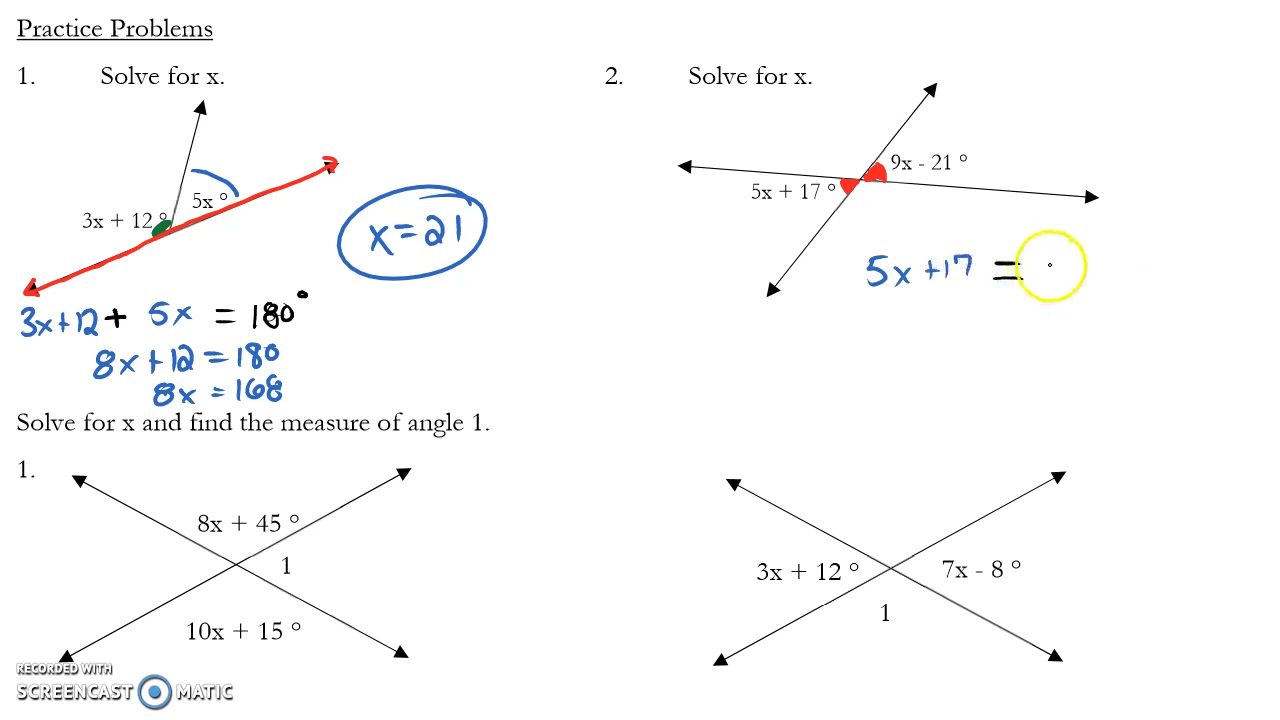 Practice Problems
1. Solve for x.
3x + 12 °
5x °
x = 21
3x + 12 + 5x = 180°
8x + 12 = 180
8x = 168
2. Solve for x.
9x - 21 °
5x + 17 °
5x + 17 =
Solve for x and find the measure of angle 1.
1.
8x + 45 °
1
10x + 15 °
3x + 12 °
7x - 8 °
1
RECORDED WITH
SCREENCAST MATIC